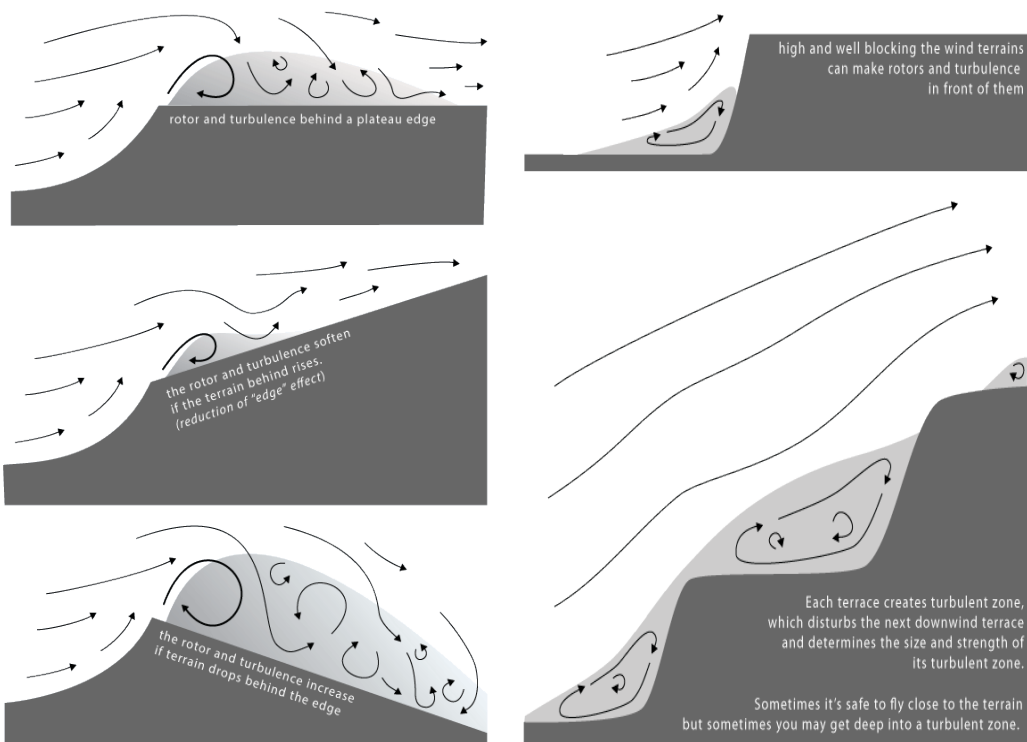 rotor and turbulence behind a plateau edge
high and well blocking the wind terrains
can make rotors and turbulence
in front of them
the rotor and turbulence soften
if the terrain behind rises.
(reduction of "edge" effect)
the rotor and turbulence increase
if terrain drops behind the edge
Each terrace creates turbulent zone,
which disturbs the next downwind terrace
and determines the size and strength of
its turbulent zone.
Sometimes it's safe to fly close to the terrain
but sometimes you may get deep into a turbulent zone.